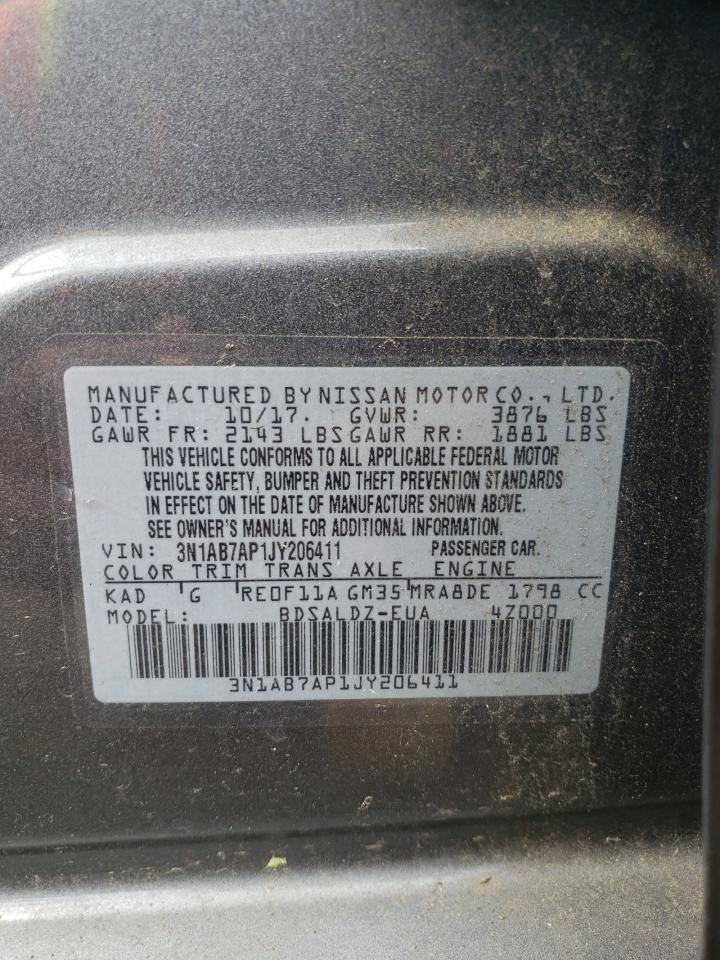 MANUFACTURED BY NISSAN MOTOR CO., LTD.
DATE: 10/17. GVWR: 3876 LBS
GAWR FR: 2143 LBS GAWR RR: 1881 LBS
THIS VEHICLE CONFORMS TO ALL APPLICABLE FEDERAL MOTOR
VEHICLE SAFETY, BUMPER AND THEFT PREVENTION STANDARDS
IN EFFECT ON THE DATE OF MANUFACTURE SHOWN ABOVE.
SEE OWNER'S MANUAL FOR ADDITIONAL INFORMATION.
VIN: 3N1AB7AP1JY206411 PASSENGER CAR.
COLOR TRIM TRANS AXLE ENGINE
KAD G RE0F11A GM35 MRA8DE 1798 CC
MODEL: BDSALDZ-EUA 4Z000
3N1AB7AP1JY206411